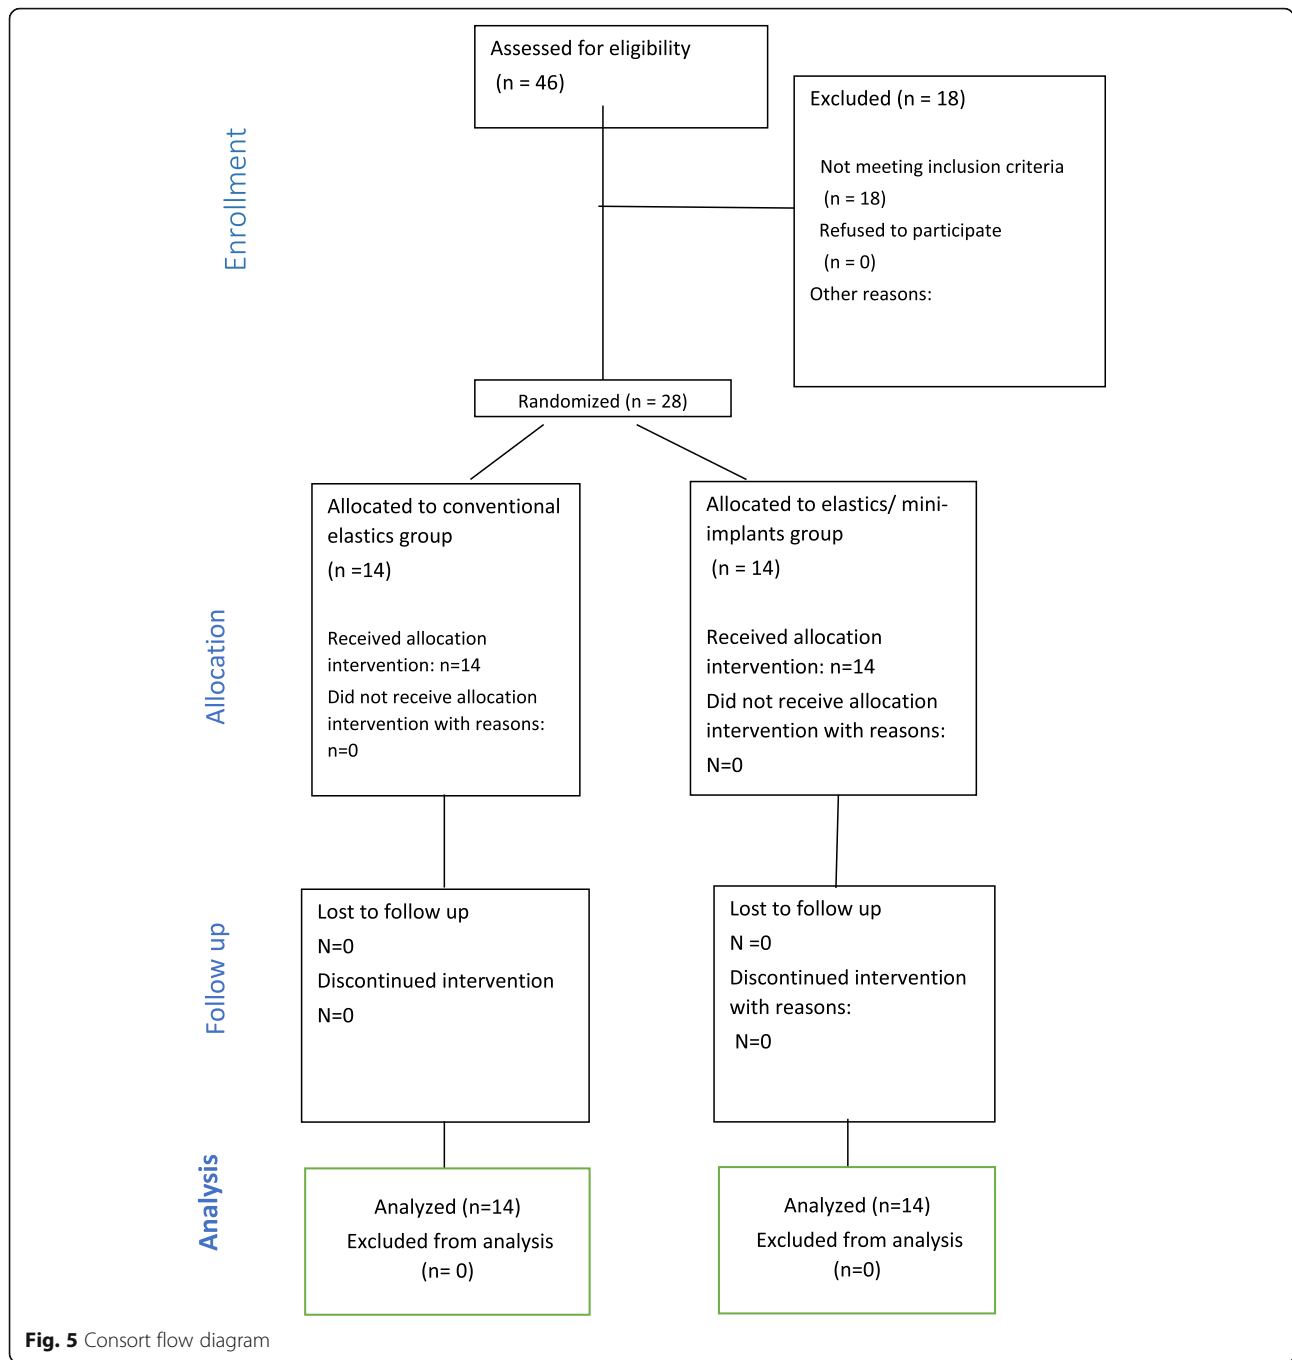 Enrollment
Assessed for eligibility
(n = 46)
Excluded (n = 18)
Not meeting inclusion criteria
(n = 18)
Refused to participate
(n = 0)
Other reasons:
Randomized (n = 28)
Allocation
Allocated to conventional
elastics group
(n =14)
Received allocation
intervention: n=14
Did not receive allocation
intervention with reasons:
n=0
Allocated to elastics/ mini-
implants group
(n = 14)
Received allocation
intervention: n=14
Did not receive allocation
intervention with reasons:
N=0
Follow up
Lost to follow up
N=0
Discontinued intervention
N=0
Lost to follow up
N =0
Discontinued intervention
with reasons:
N=0
Analysis
Analyzed (n=14)
Excluded from analysis
(n= 0)
Analyzed (n=14)
Excluded from analysis
(n=0)
Fig. 5 Consort flow diagram